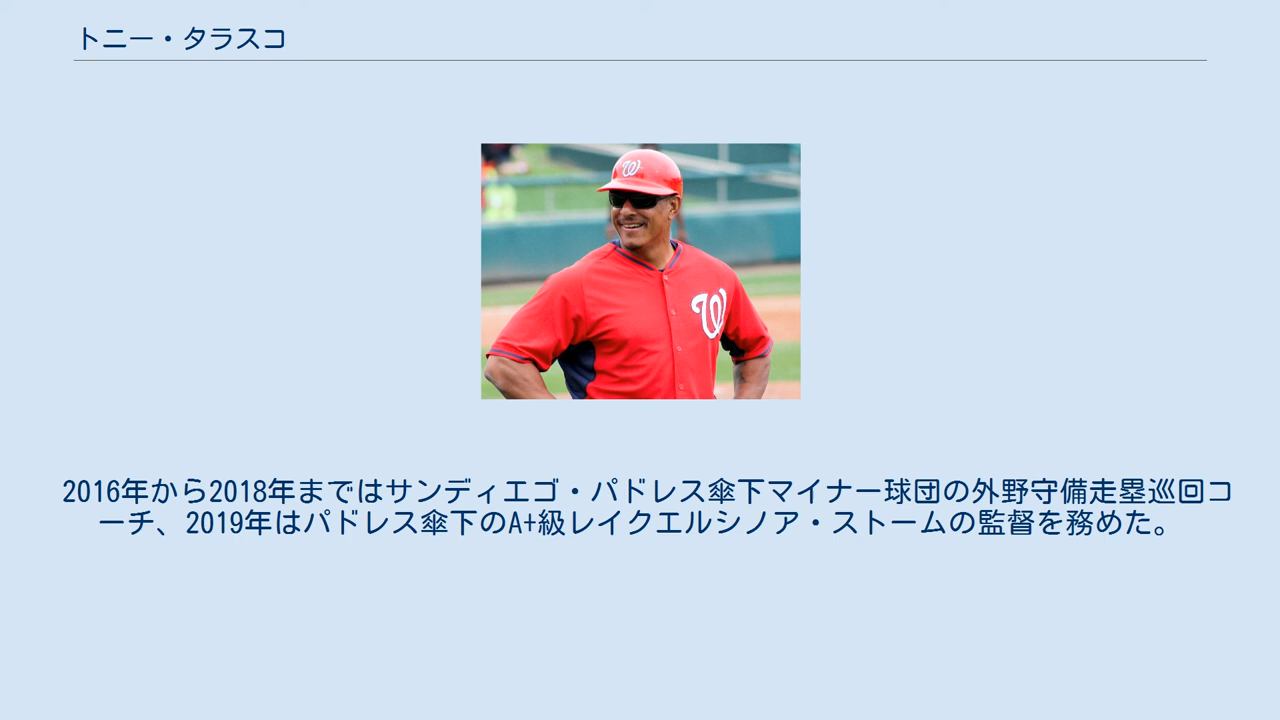 トニー・タラスコ
W
W
2016年から2018年まではサンディエゴ・パドレス傘下マイナー球団の外野守備走塁巡回コ
ーチ、2019年はパドレス傘下のA+級レイクエルシノア・ストームの監督を務めた。